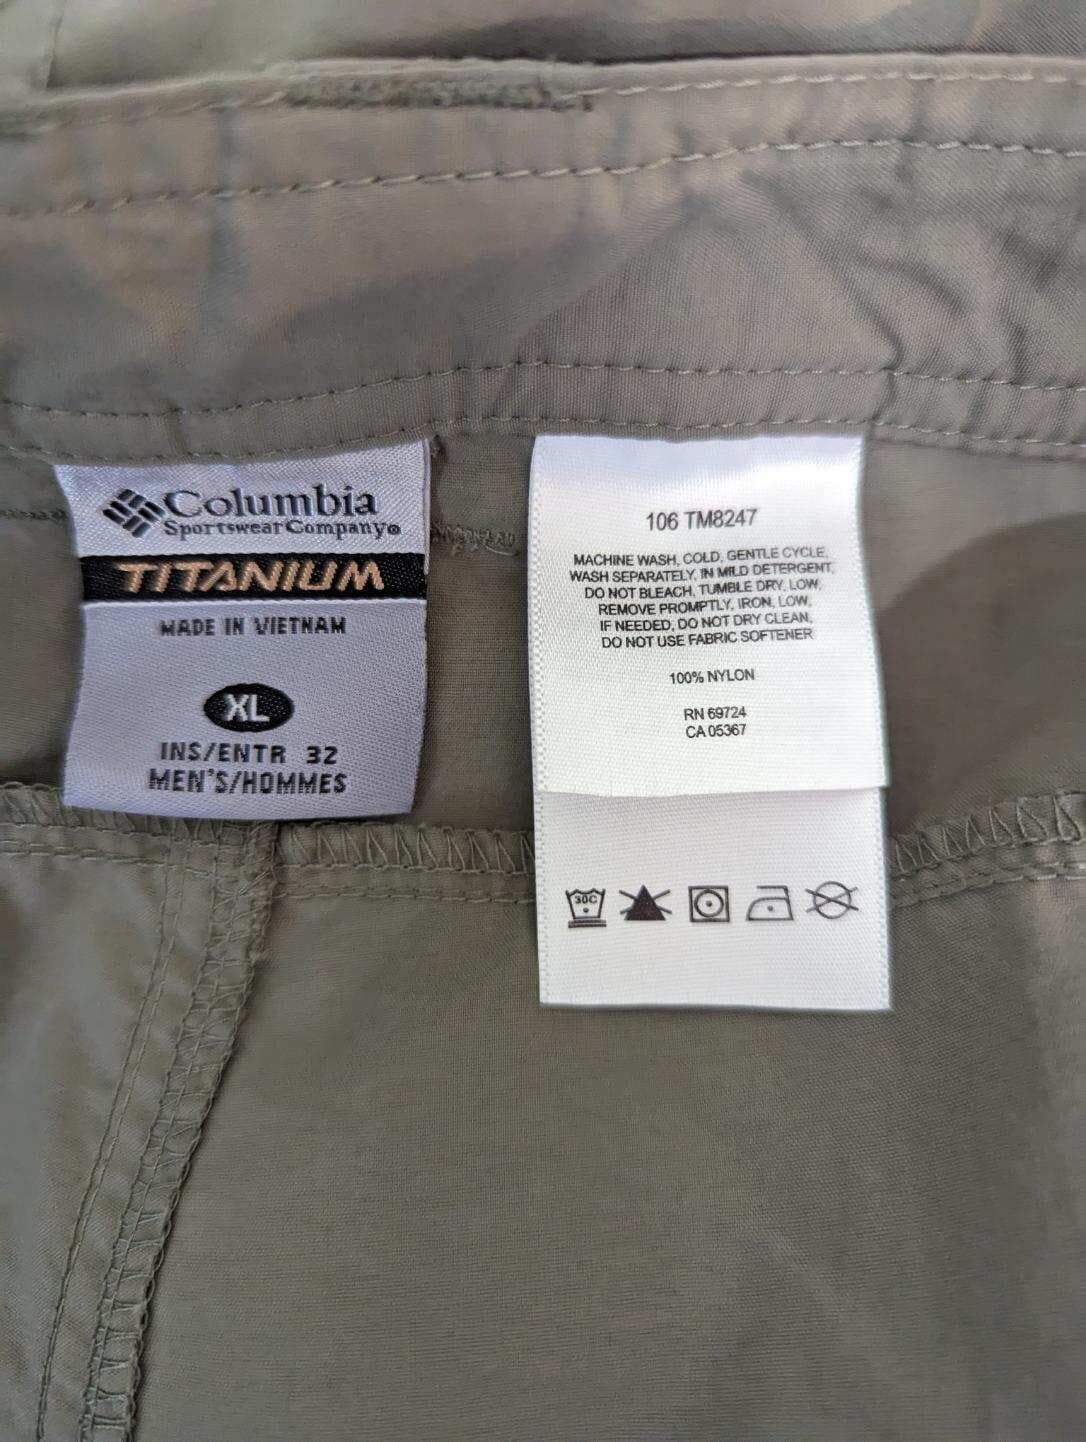 Columbia
Sportswear Company®
TITANIUM
MADE IN VIETNAM
XL
INS/ENTR 32
MEN'S/HOMMES
106 TM8247
MACHINE WASH, COLD, GENTLE CYCLE,
WASH SEPARATELY, IN MILD DETERGENT,
DO NOT BLEACH, TUMBLE DRY, LOW,
REMOVE PROMPTLY, IRON, LOW,
IF NEEDED, DO NOT DRY CLEAN,
DO NOT USE FABRIC SOFTENER
100% NYLON
RN 69724
CA 05367
30C